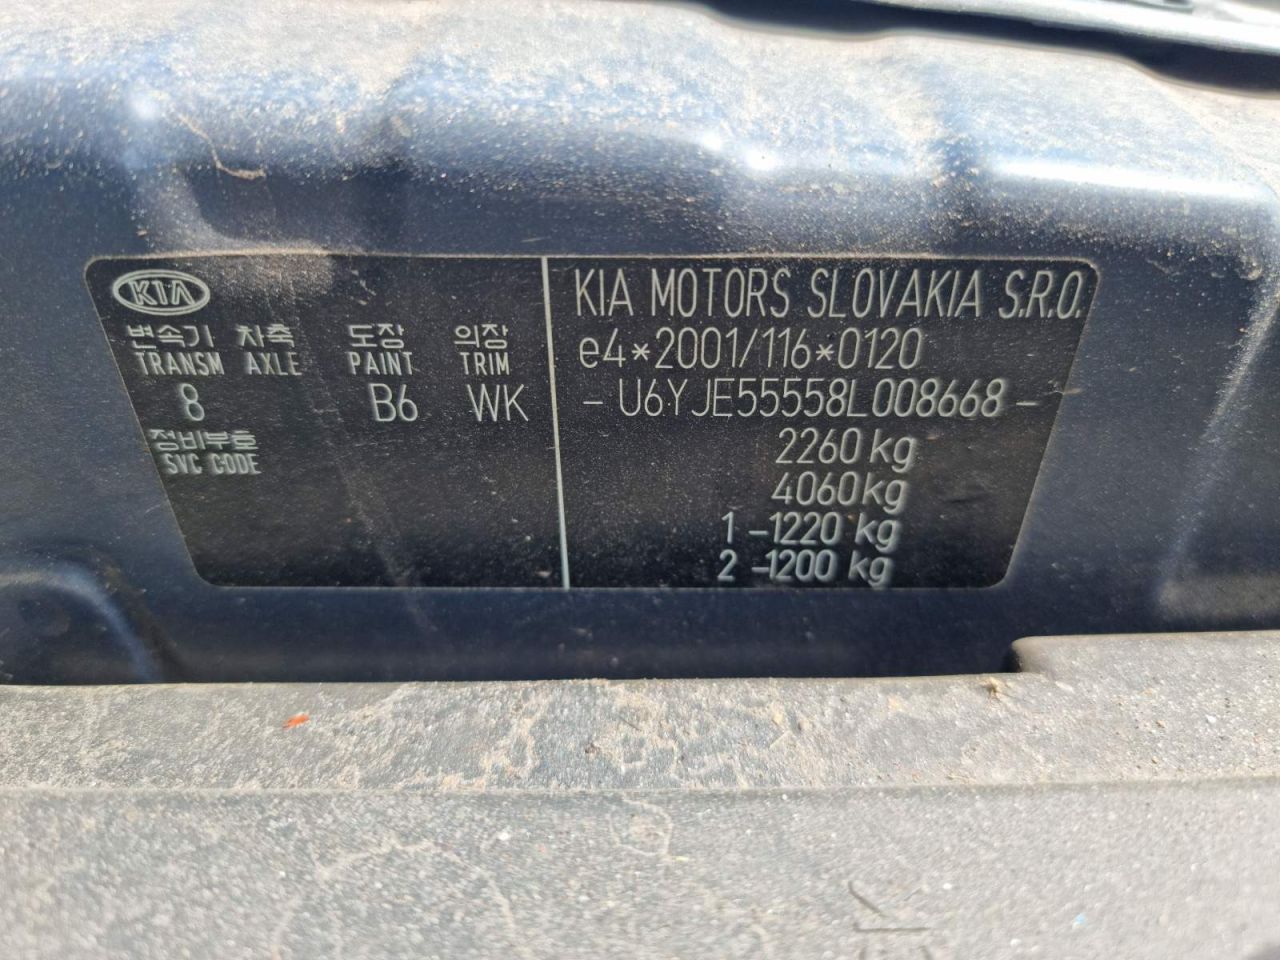 KIA
변속기 차축 도장 의장
TRANSM AXLE PAINT TRIM
8 B6 WK
정비부호
SVC CODE
KIA MOTORS SLOVAKIA S.R.O.
e4*2001/116*0120
- U6YJE55558L008668 -
2260 kg
4060 kg
1 -1220 kg
2 -1200 kg